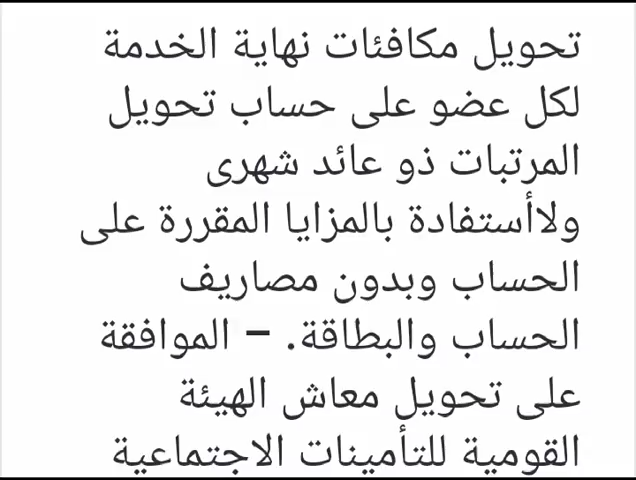 تحويل مكافئات نهاية الخدمة
لكل عضو على حساب تحويل
المرتبات ذو عائد شهرى
ولاأستفادة بالمزايا المقررة على
الحساب وبدون مصاريف
الحساب والبطاقة. – الموافقة
على تحويل معاش الهيئة
القومية للتأمينات الاجتماعية